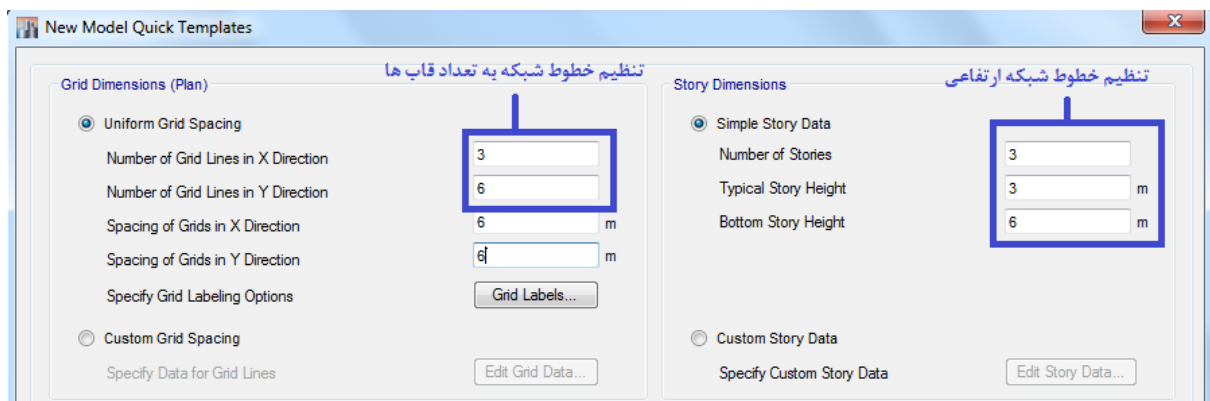 New Model Quick Templates
تنظیم خطوط شبکه به تعداد قاب ها
Grid Dimensions (Plan)
Uniform Grid Spacing
Number of Grid Lines in X Direction 3
Number of Grid Lines in Y Direction 6
Spacing of Grids in X Direction 6 m
Spacing of Grids in Y Direction 6 m
Specify Grid Labeling Options Grid Labels...
Custom Grid Spacing
Specify Data for Grid Lines Edit Grid Data...
تنظیم خطوط شبکه ارتفاعی
Story Dimensions
Simple Story Data
Number of Stories 3
Typical Story Height 3 m
Bottom Story Height 6 m
Custom Story Data
Specify Custom Story Data Edit Story Data...